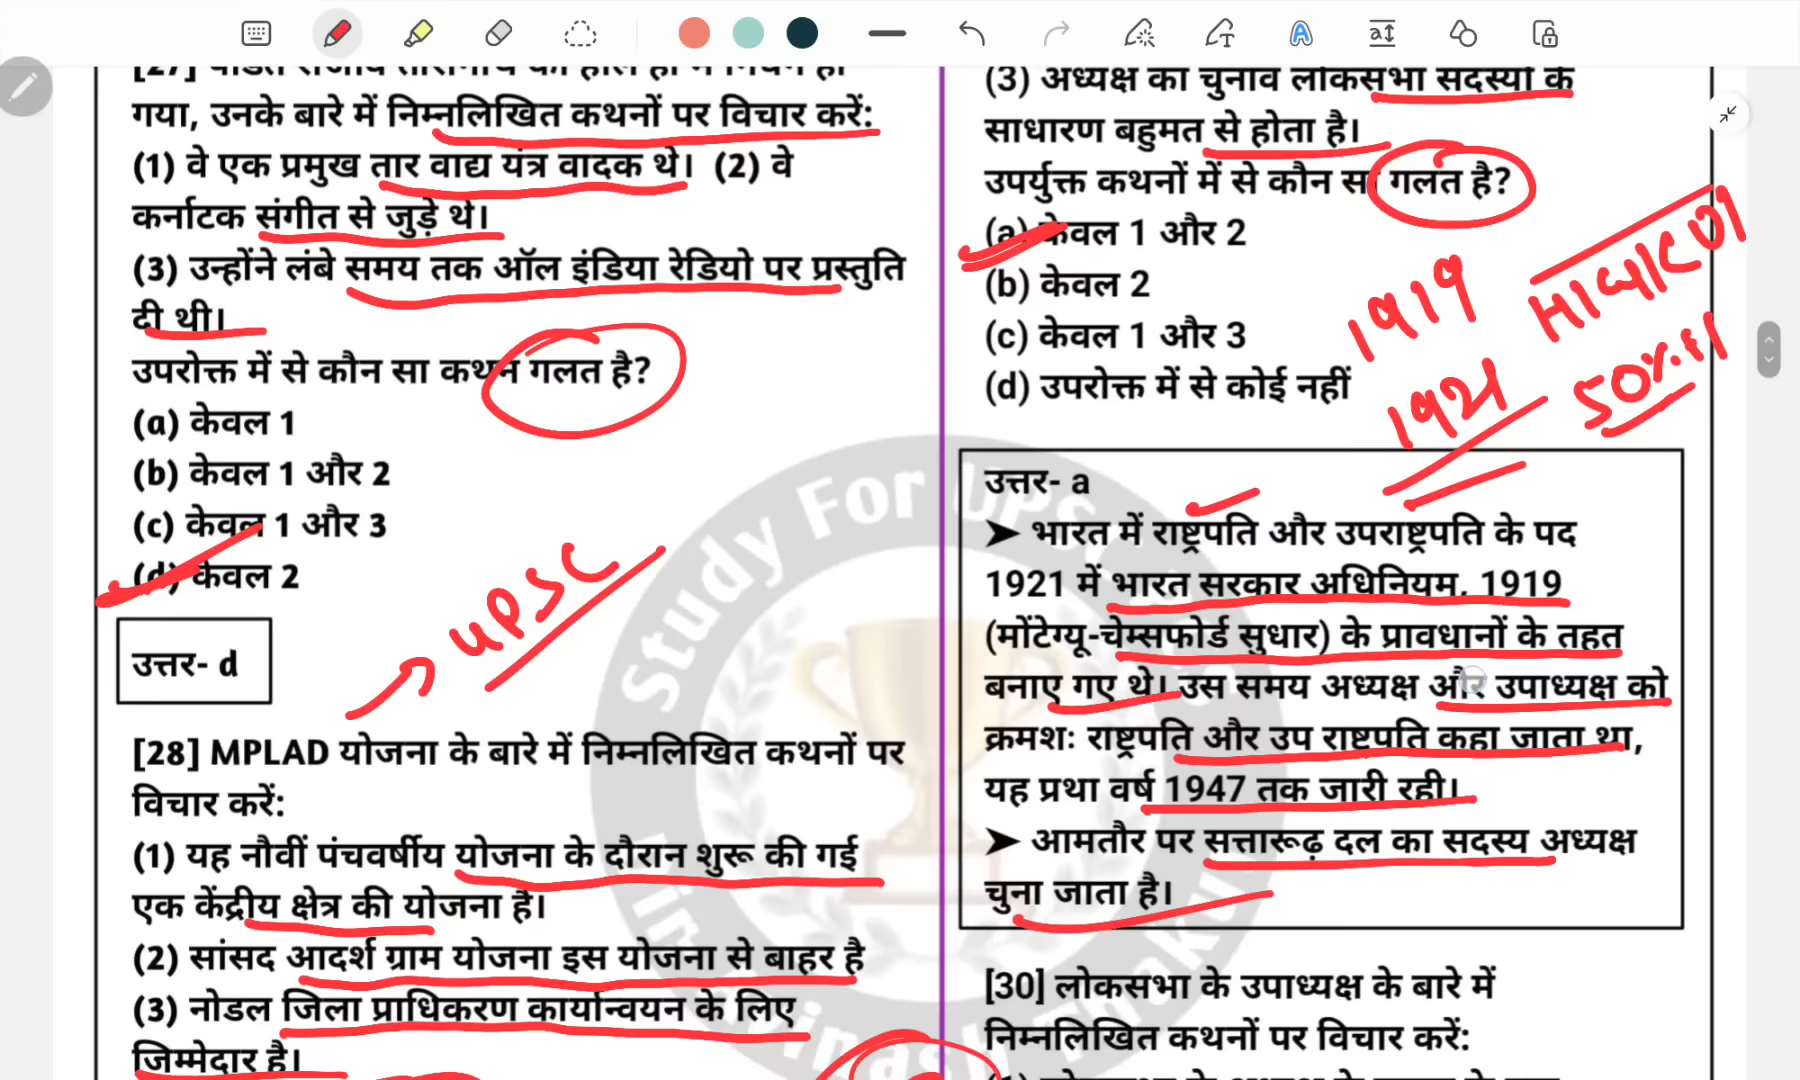 [27] पंडित राजीव तारानाथ का हाल ही में निधन हो
गया, उनके बारे में निम्नलिखित कथनों पर विचार करें:
(1) वे एक प्रमुख तार वाद्य यंत्र वादक थे। (2) वे
कर्नाटक संगीत से जुड़े थे।
(3) उन्होंने लंबे समय तक ऑल इंडिया रेडियो पर प्रस्तुति
दी थी।
उपरोक्त में से कौन सा कथन गलत है?
(a) केवल 1
(b) केवल 1 और 2
(c) केवल 1 और 3
(d) केवल 2
UPSC
उत्तर- d
[28] MPLAD योजना के बारे में निम्नलिखित कथनों पर
विचार करें:
(1) यह नौवीं पंचवर्षीय योजना के दौरान शुरू की गई
एक केंद्रीय क्षेत्र की योजना है।
(2) सांसद आदर्श ग्राम योजना इस योजना से बाहर है
(3) नोडल जिला प्राधिकरण कार्यान्वयन के लिए
जिम्मेदार है।
(3) अध्यक्ष का चुनाव लोकसभा सदस्यों के
साधारण बहुमत से होता है।
उपर्युक्त कथनों में से कौन सा गलत है?
(a) केवल 1 और 2
(b) केवल 2
(c) केवल 1 और 3
(d) उपरोक्त में से कोई नहीं
1919
1921
साधारण
50%+1
उत्तर- a
➤ भारत में राष्ट्रपति और उपराष्ट्रपति के पद
1921 में भारत सरकार अधिनियम, 1919
(मोंटेग्यू-चेम्सफोर्ड सुधार) के प्रावधानों के तहत
बनाए गए थे। उस समय अध्यक्ष और उपाध्यक्ष को
क्रमशः राष्ट्रपति और उप राष्ट्रपति कहा जाता था,
यह प्रथा वर्ष 1947 तक जारी रही।
➤ आमतौर पर सत्तारूढ़ दल का सदस्य अध्यक्ष
चुना जाता है।
[30] लोकसभा के उपाध्यक्ष के बारे में
निम्नलिखित कथनों पर विचार करें:
Study For UPSC
Thakur